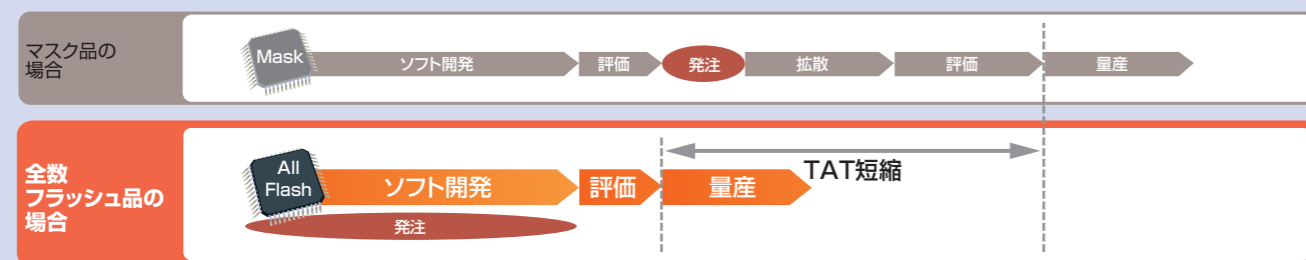 マスク品の
場合
Mask
ソフト開発
評価
発注
拡散
評価
量産
全数
フラッシュ品の
場合
All
Flash
ソフト開発
評価
量産
TAT短縮
発注